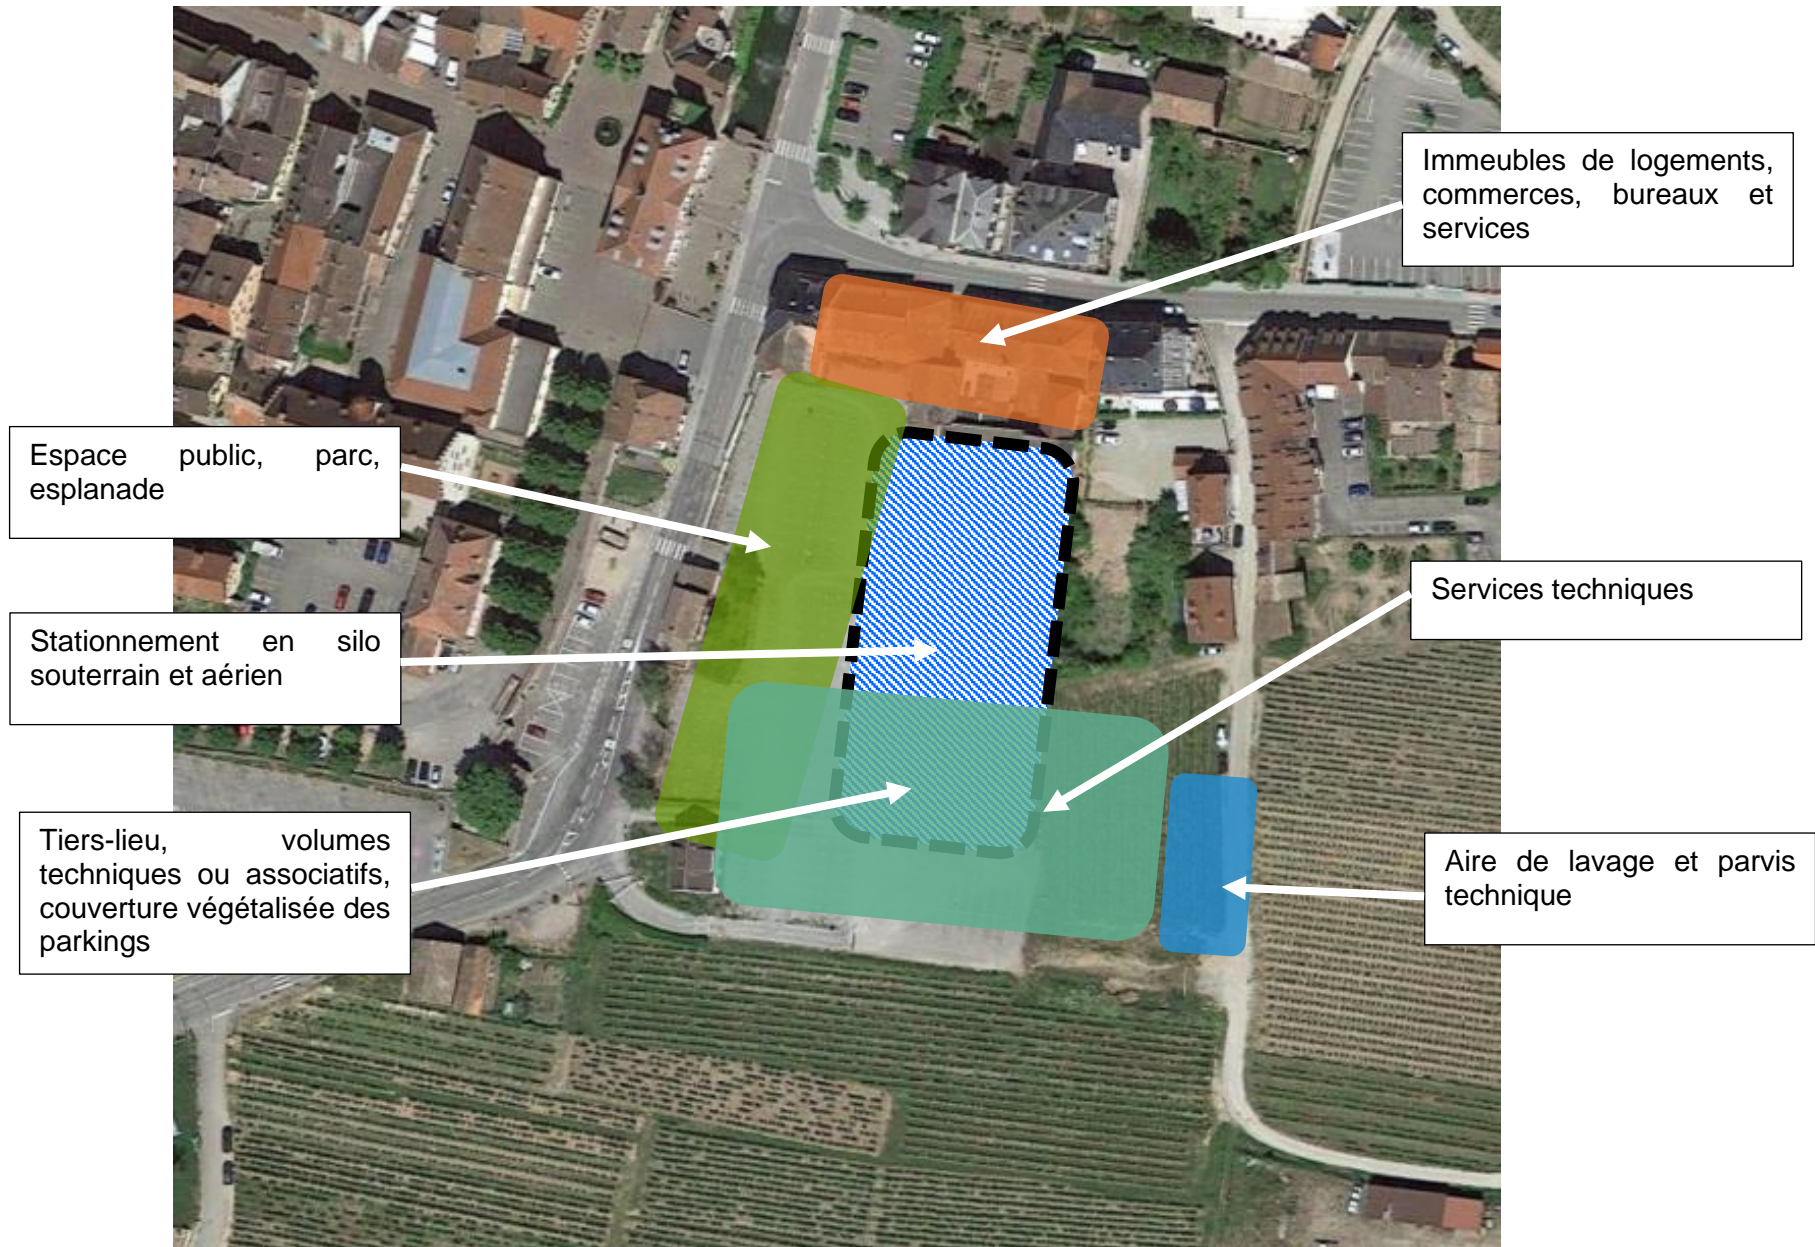 Immeubles de logements,
commerces, bureaux et
services
Espace public, parc,
esplanade
Services techniques
Stationnement en silo
souterrain et aérien
Tiers-lieu, volumes
techniques ou associatifs,
couverture végétalisée des
parkings
Aire de lavage et parvis
technique